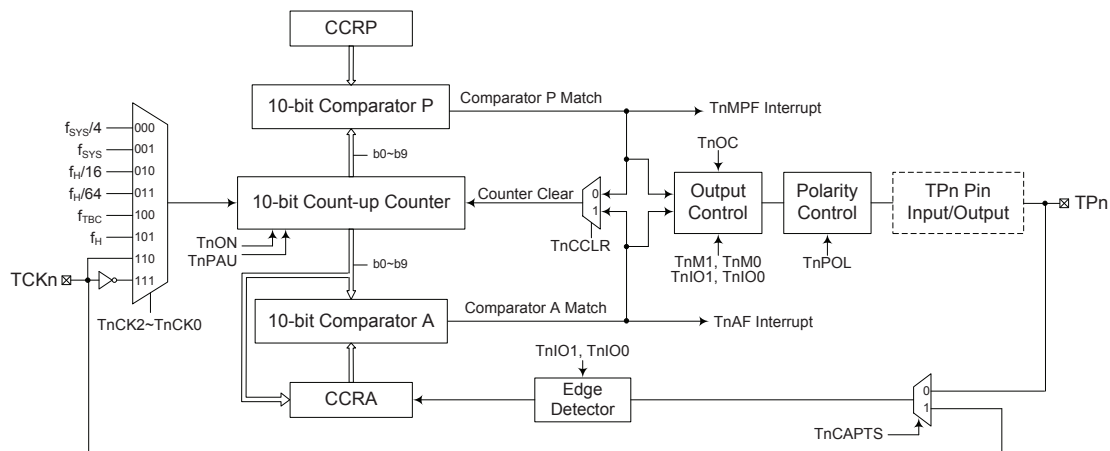 CCRP
10-bit Comparator P
Comparator P Match
TnMPF Interrupt
fSYS/4
000
fSYS
001
fH/16
010
fH/64
011
fTBC
100
fH
101
110
111
TCKn
TnCK2~TnCK0
b0~b9
10-bit Count-up Counter
TnON
TnPAU
Counter Clear
0
1
TnCCLR
TnOC
Output
Control
TnM1, TnM0
TnIO1, TnIO0
Polarity
Control
TnPOL
TPn Pin
Input/Output
TPn
b0~b9
10-bit Comparator A
Comparator A Match
TnAF Interrupt
CCRA
TnIO1, TnIO0
Edge
Detector
0
1
TnCAPTS